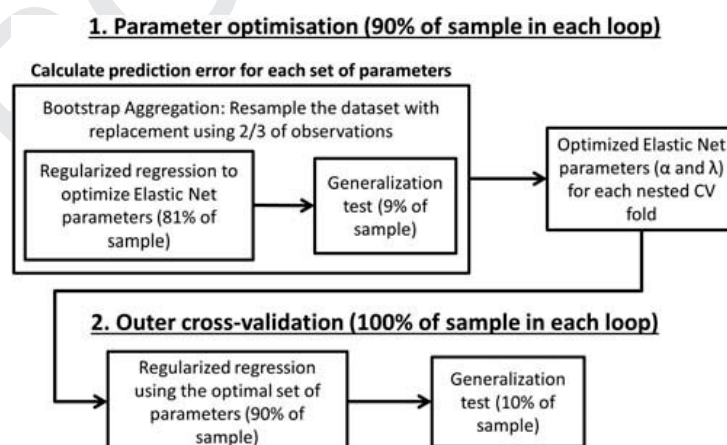 1. Parameter optimisation (90% of sample in each loop)
Calculate prediction error for each set of parameters
Bootstrap Aggregation: Resample the dataset with
replacement using 2/3 of observations
Regularized regression to
optimize Elastic Net
parameters (81% of
sample)
Generalization
test (9% of
sample)
Optimized Elastic Net
parameters (α and λ)
for each nested CV
fold
2. Outer cross-validation (100% of sample in each loop)
Regularized regression
using the optimal set of
parameters (90% of
sample)
Generalization
test (10% of
sample)